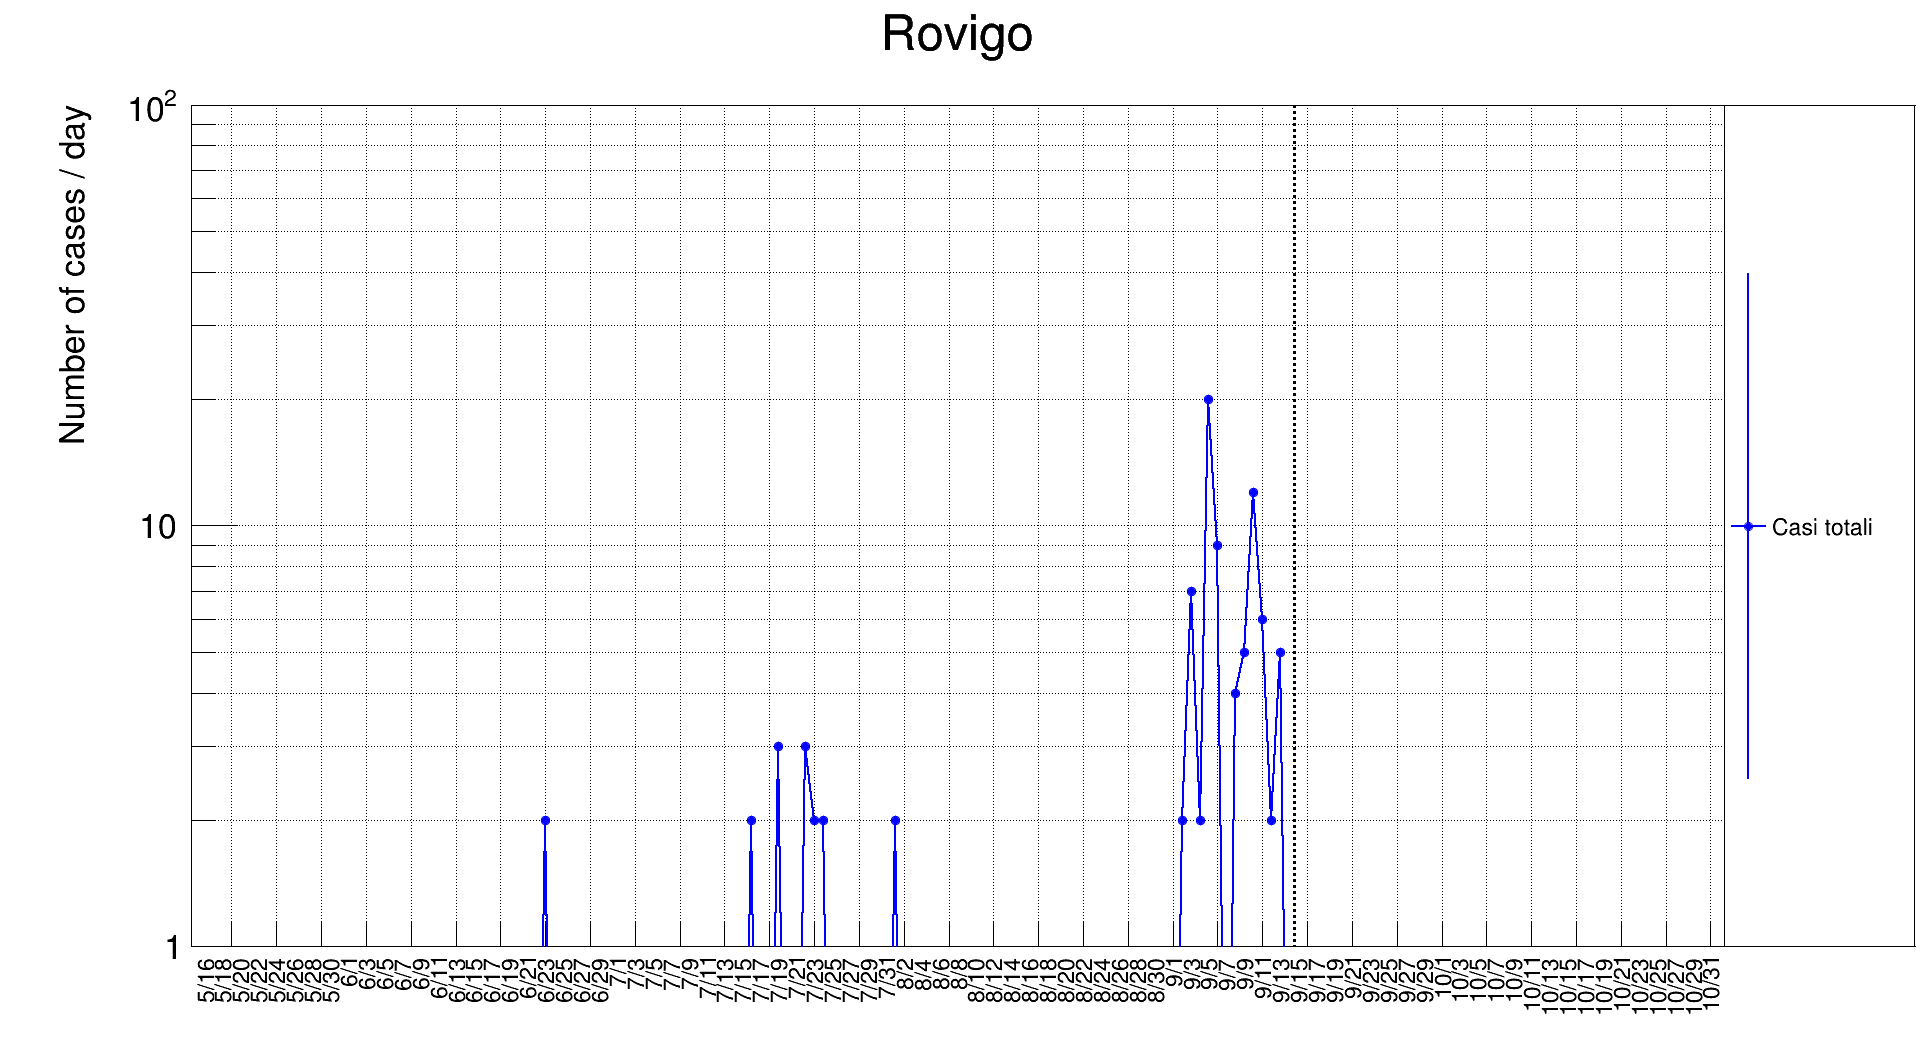 Rovigo
Number of cases / day
10²
10
1
5/16 5/18 5/20 5/22 5/24 5/26 5/28 5/30 6/1 6/3 6/5 6/7 6/9 6/11 6/13 6/15 6/17 6/19 6/21 6/23 6/25 6/27 6/29 7/1 7/3 7/5 7/7 7/9 7/11 7/13 7/15 7/17 7/19 7/21 7/23 7/25 7/27 7/29 7/31 8/2 8/4 8/6 8/8 8/10 8/12 8/14 8/16 8/18 8/20 8/22 8/24 8/26 8/28 8/30 9/1 9/3 9/5 9/7 9/9 9/11 9/13 9/15 9/17 9/19 9/21 9/23 9/25 9/27 9/29 10/1 10/3 10/5 10/7 10/9 10/11 10/13 10/15 10/17 10/19 10/21 10/23 10/25 10/27 10/29 10/31
Casi totali